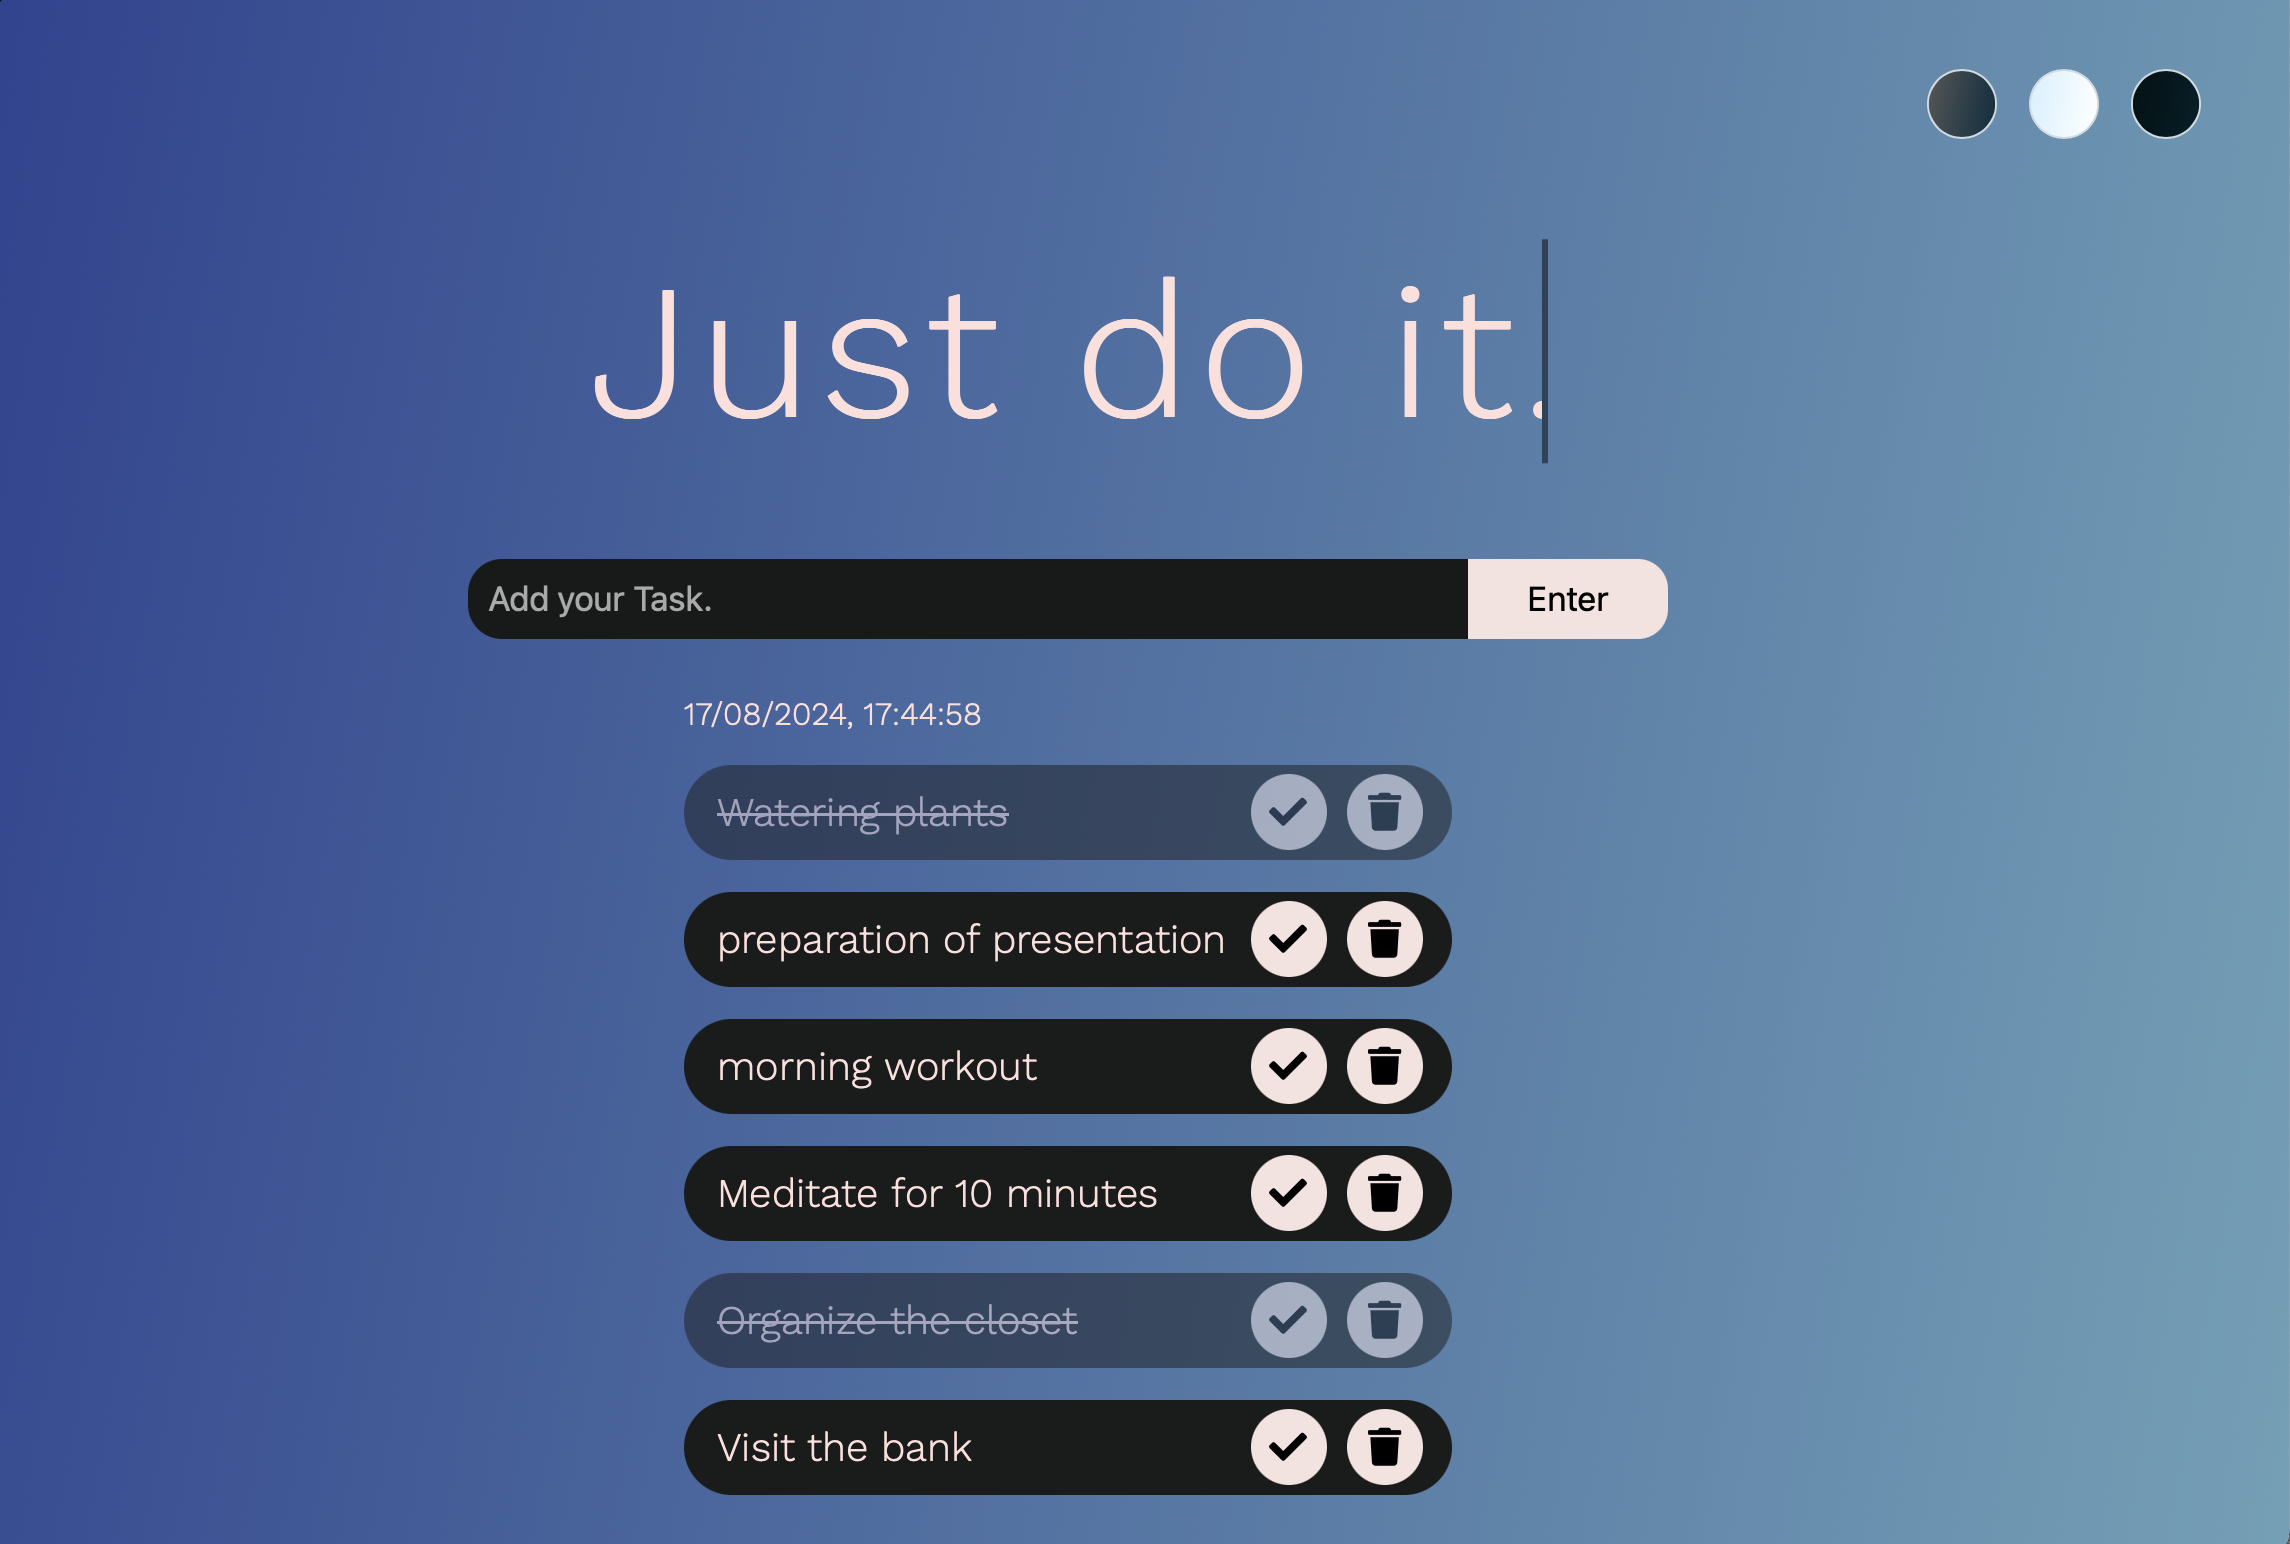 Just do it.
Add your Task.
Enter
17/08/2024, 17:44:58
Watering plants
preparation of presentation
morning workout
Meditate for 10 minutes
Organize the closet
Visit the bank